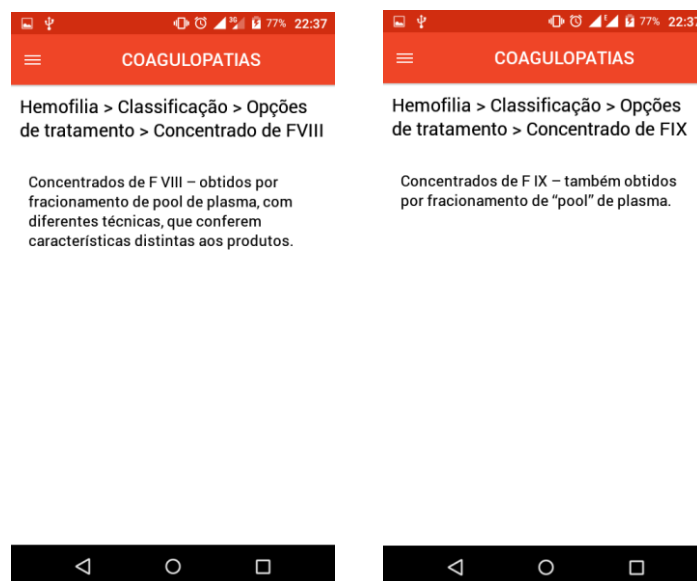 3G 77% 22:37
COAGULOPATIAS
Hemofilia > Classificação > Opções
de tratamento > Concentrado de FVIII
Concentrados de F VIII – obtidos por
fracionamento de pool de plasma, com
diferentes técnicas, que conferem
características distintas aos produtos.
77% 22:37
COAGULOPATIAS
Hemofilia > Classificação > Opções
de tratamento > Concentrado de FIX
Concentrados de F IX – também obtidos
por fracionamento de “pool” de plasma.